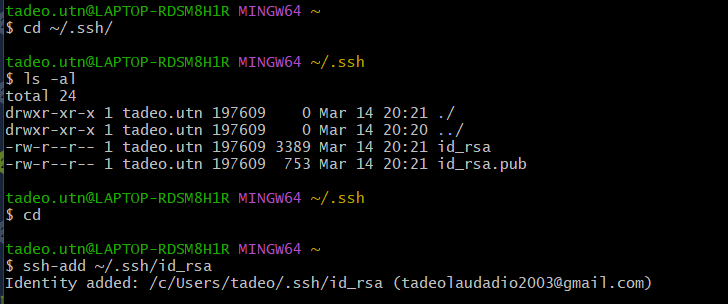 tadeo.utn@LAPTOP-RDSM8H1R MINGW64 ~
$ cd ~/.ssh/
tadeo.utn@LAPTOP-RDSM8H1R MINGW64 ~/.ssh
$ ls -al
total 24
drwxr-xr-x 1 tadeo.utn 197609    0 Mar 14 20:21 ./
drwxr-xr-x 1 tadeo.utn 197609    0 Mar 14 20:20 ../
-rw-r--r-- 1 tadeo.utn 197609 3389 Mar 14 20:21 id_rsa
-rw-r--r-- 1 tadeo.utn 197609  753 Mar 14 20:21 id_rsa.pub
tadeo.utn@LAPTOP-RDSM8H1R MINGW64 ~/.ssh
$ cd
tadeo.utn@LAPTOP-RDSM8H1R MINGW64 ~
$ ssh-add ~/.ssh/id_rsa
Identity added: /c/Users/tadeo/.ssh/id_rsa (tadeolaudadio2003@gmail.com)